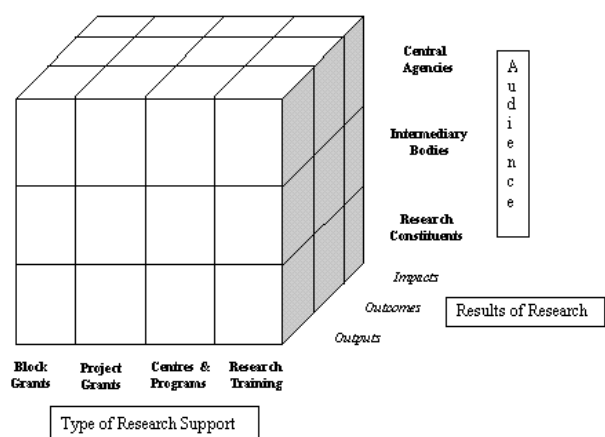 Central
Agencies
A
u
d
i
e
n
c
e
Intermediary
Bodies
Research
Constituents
Impacts
Outcomes
Results of Research
Outputs
Block
Grants
Project
Grants
Centres &
Programs
Research
Training
Type of Research Support